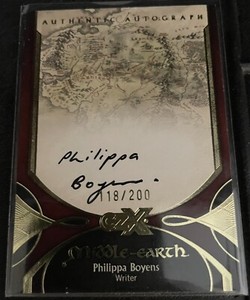 AUTHENTIC AUTOGRAPH
Philippa
Boyens
118/200
CZX
Middle-earth
Philippa Boyens
Writer